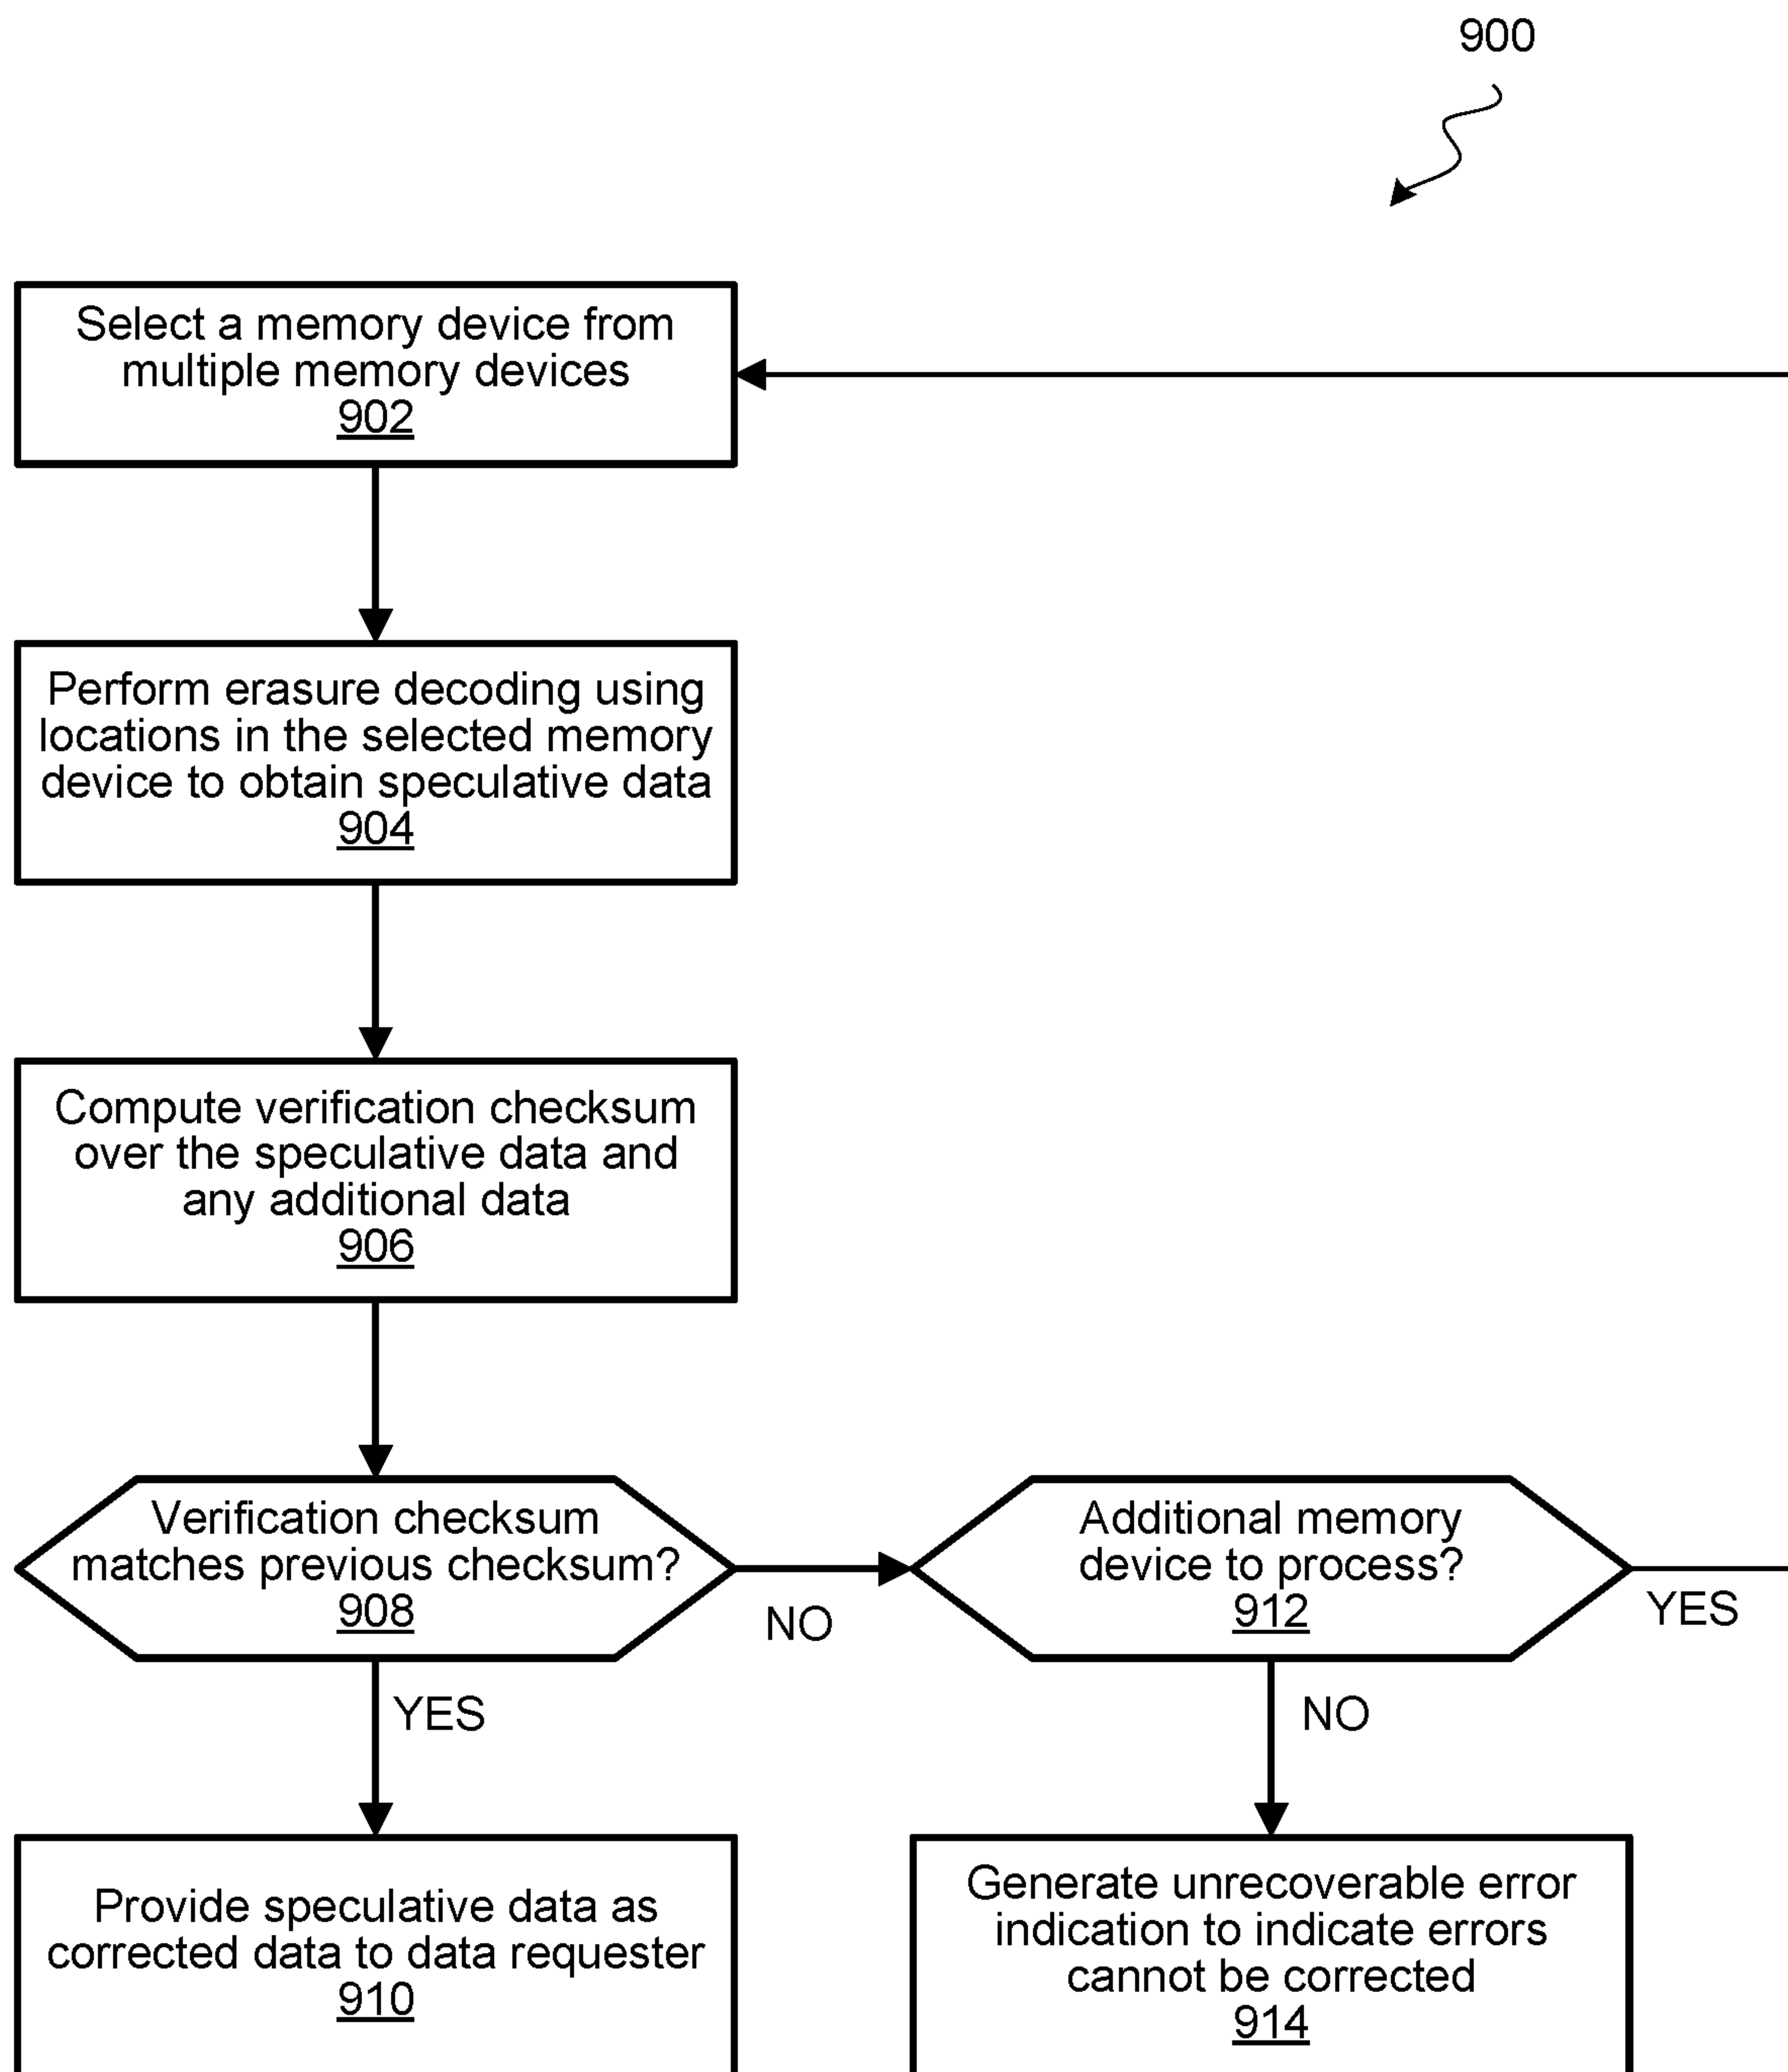 900
Select a memory device from
multiple memory devices
902
Perform erasure decoding using
locations in the selected memory
device to obtain speculative data
904
Compute verification checksum
over the speculative data and
any additional data
906
Verification checksum
matches previous checksum?
908
NO
Additional memory
device to process?
912
YES
YES
NO
Provide speculative data as
corrected data to data requester
910
Generate unrecoverable error
indication to indicate errors
cannot be corrected
914